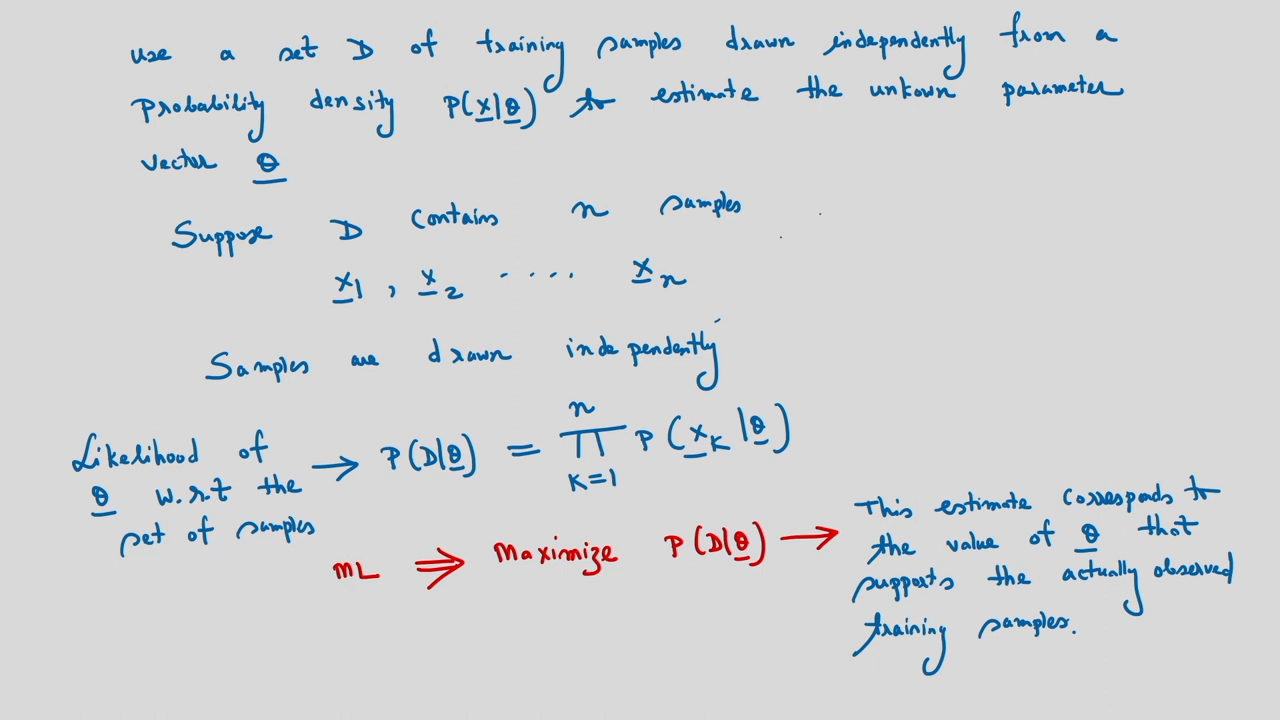 use a set D of training samples drawn independently from a
Probability density P(x|θ) to estimate the unkown parameter
vector θ
Suppose D contains n samples
x1, x2 ..... xn
Samples are drawn independently
Likelihood of
θ w.r.t the
set of samples
→ P(D|θ) = ∏ n K=1 P(xK|θ)
ML ⇒ Maximize P(D|θ) →
This estimate corresponds to
the value of θ that
supports the actually observed
training samples.